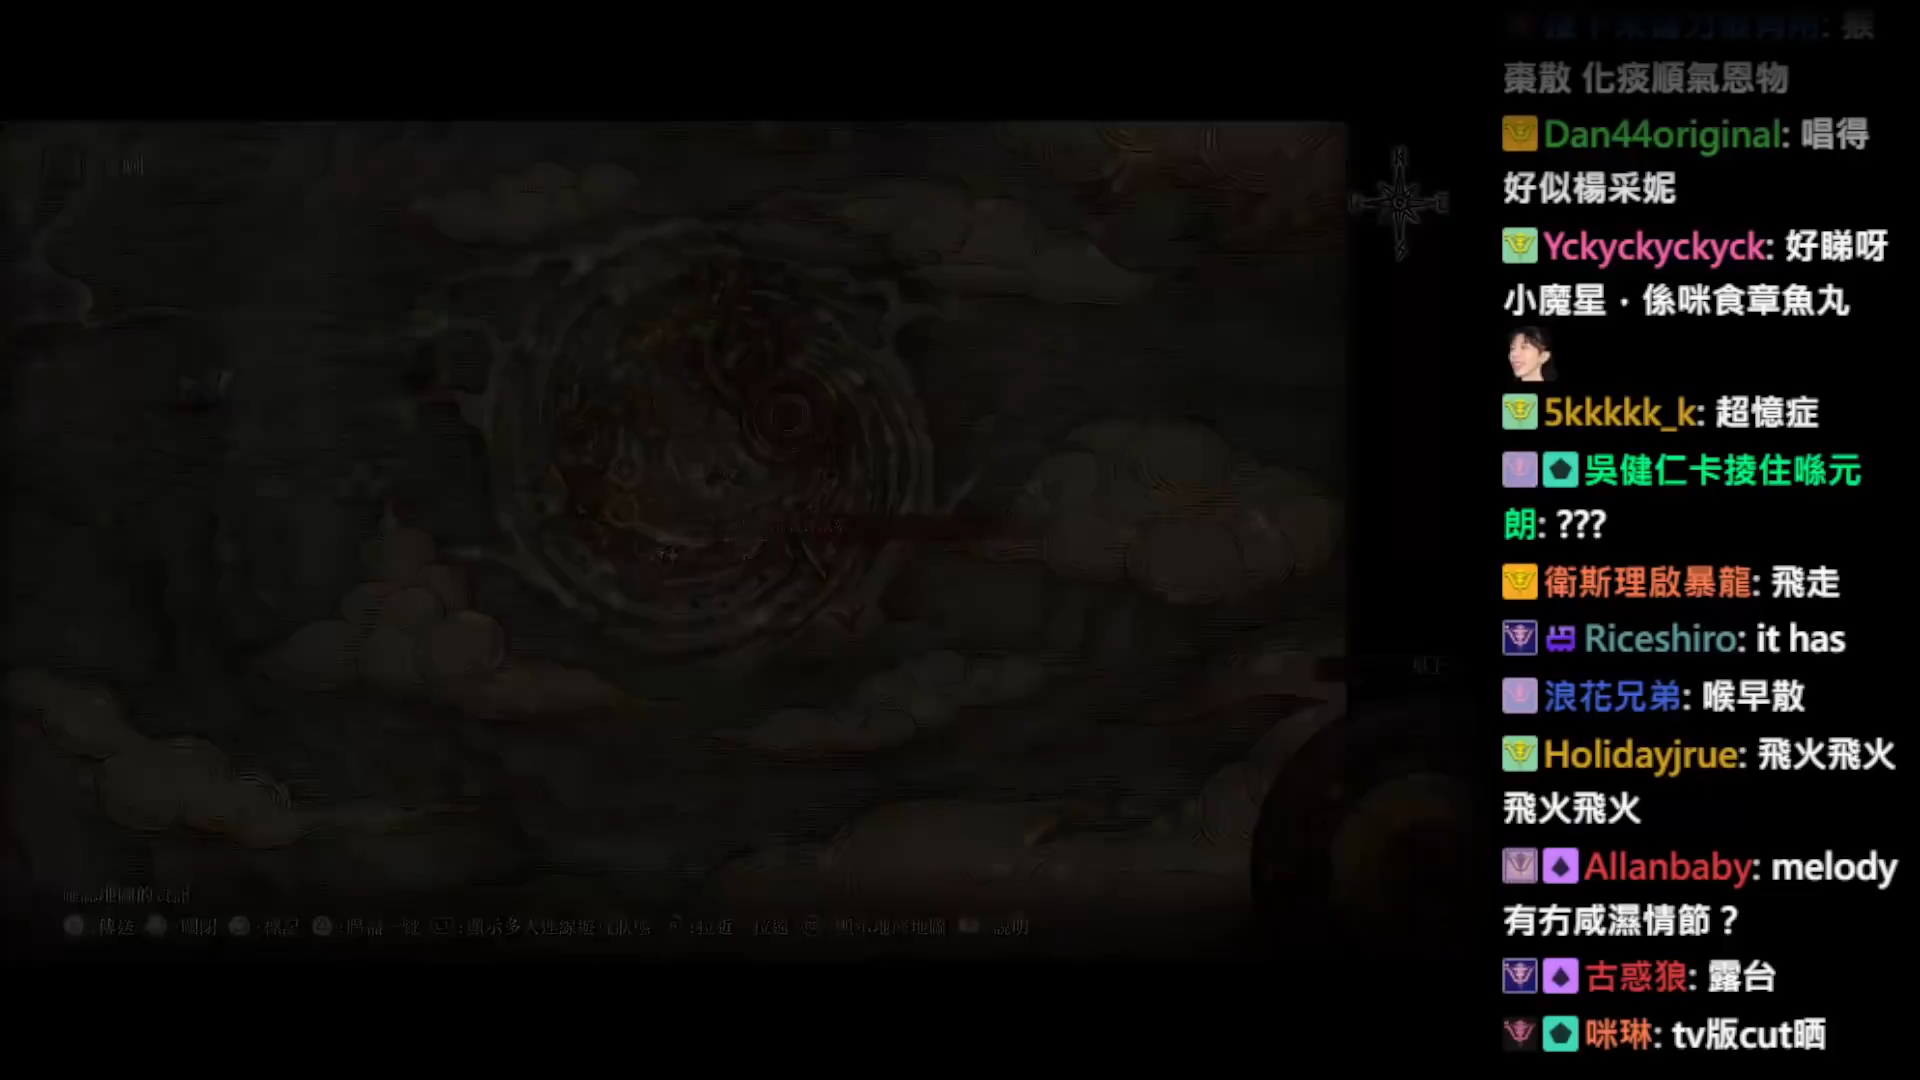 棗散 化痰順氣恩物
Dan44original: 唱得
好似楊采妮
Yckyckyckyck: 好睇呀
小魔星．係咪食章魚丸
5kkkkk_k: 超憶症
吳健仁卡掕住喺元
朗: ???
衛斯理啟暴龍: 飛走
Riceshiro: it has
浪花兄弟: 喉早散
Holidayjrue: 飛火飛火
飛火飛火
Allanbaby: melody
有冇咸濕情節？
古惑狼: 露台
咪琳: tv版cut晒